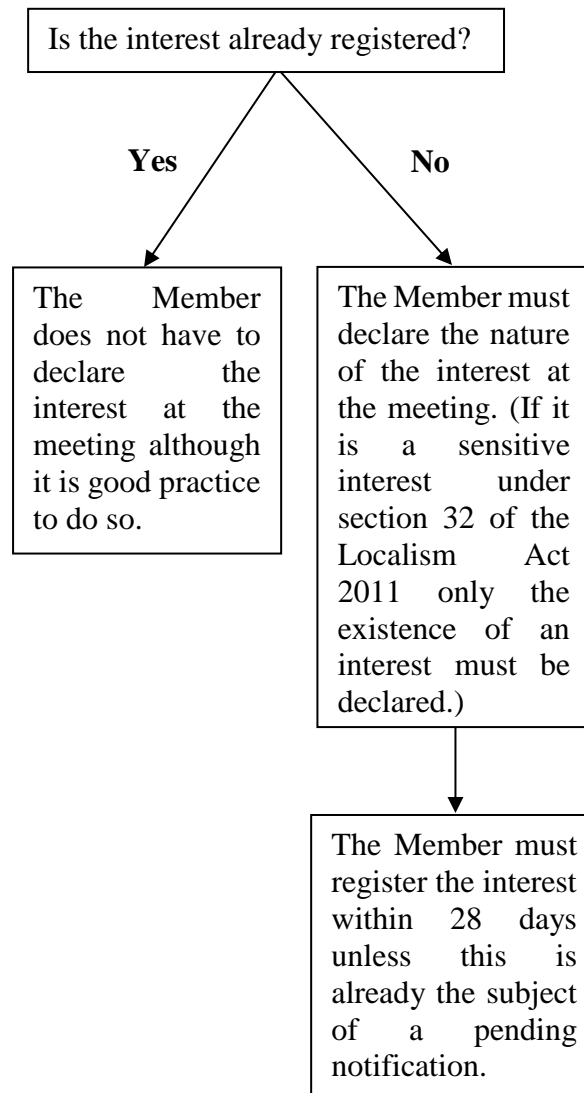 Is the interest already registered?
Yes
No
The Member
does not have to
declare the
interest at the
meeting although
it is good practice
to do so.
The Member must
declare the nature
of the interest at
the meeting. (If it
is a sensitive
interest under
section 32 of the
Localism Act
2011 only the
existence of an
interest must be
declared.)
The Member must
register the interest
within 28 days
unless this is
already the subject
of a pending
notification.